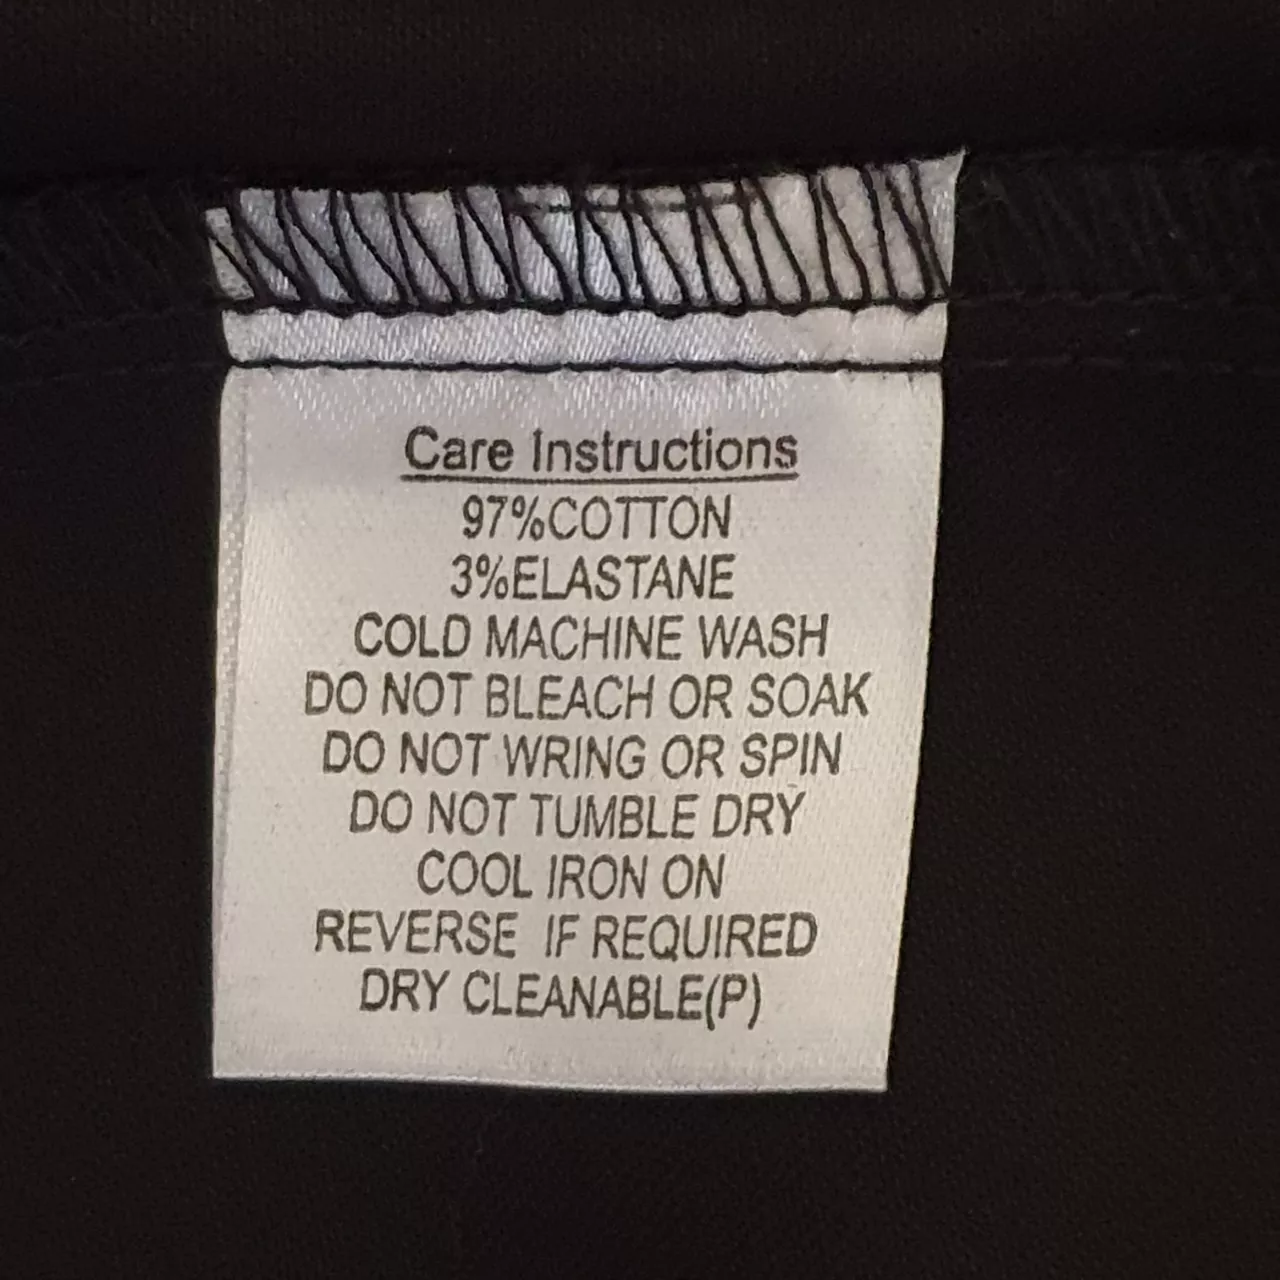 Care Instructions
97%COTTON
3%ELASTANE
COLD MACHINE WASH
DO NOT BLEACH OR SOAK
DO NOT WRING OR SPIN
DO NOT TUMBLE DRY
COOL IRON ON
REVERSE IF REQUIRED
DRY CLEANABLE(P)